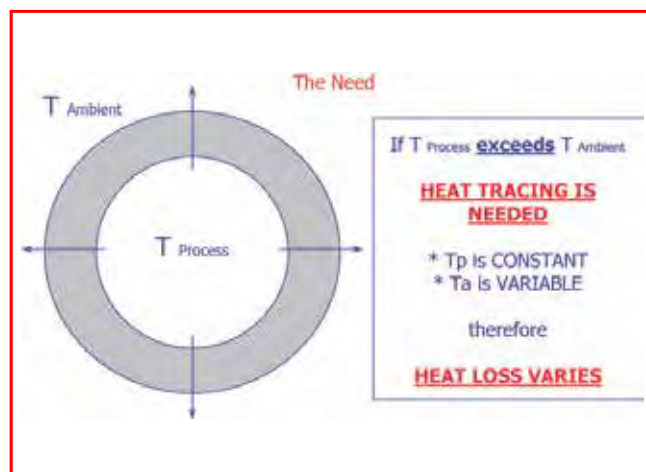 The Need
T Ambient
T Process
If T Process exceeds T Ambient
HEAT TRACING IS
NEEDED
* Tp is CONSTANT
* Ta is VARIABLE
therefore
HEAT LOSS VARIES